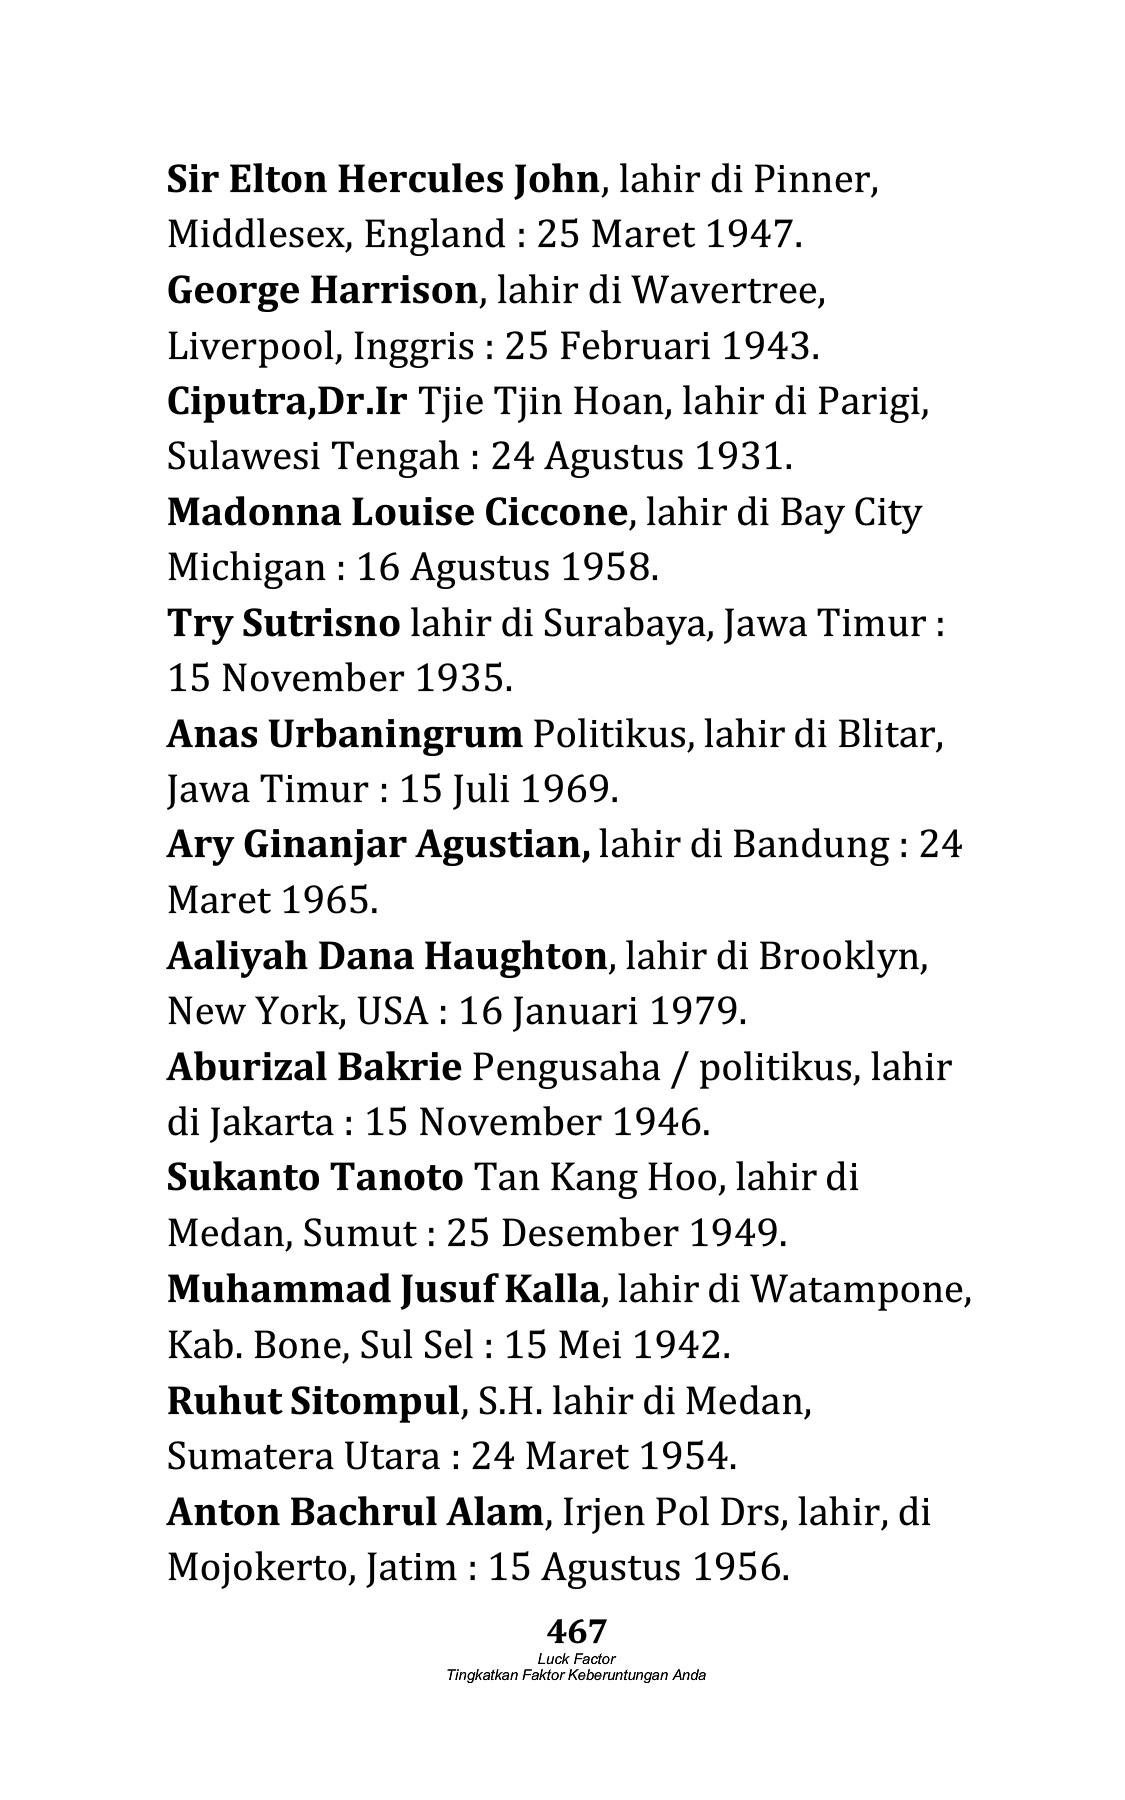 Sir Elton Hercules John, lahir di Pinner,
Middlesex, England : 25 Maret 1947.
George Harrison, lahir di Wavertree,
Liverpool, Inggris : 25 Februari 1943.
Ciputra,Dr.Ir Tjie Tjin Hoan, lahir di Parigi,
Sulawesi Tengah : 24 Agustus 1931.
Madonna Louise Ciccone, lahir di Bay City
Michigan : 16 Agustus 1958.
Try Sutrisno lahir di Surabaya, Jawa Timur :
15 November 1935.
Anas Urbaningrum Politikus, lahir di Blitar,
Jawa Timur : 15 Juli 1969.
Ary Ginanjar Agustian, lahir di Bandung : 24
Maret 1965.
Aaliyah Dana Haughton, lahir di Brooklyn,
New York, USA : 16 Januari 1979.
Aburizal Bakrie Pengusaha / politikus, lahir
di Jakarta : 15 November 1946.
Sukanto Tanoto Tan Kang Hoo, lahir di
Medan, Sumut : 25 Desember 1949.
Muhammad Jusuf Kalla, lahir di Watampone,
Kab. Bone, Sul Sel : 15 Mei 1942.
Ruhut Sitompul, S.H. lahir di Medan,
Sumatera Utara : 24 Maret 1954.
Anton Bachrul Alam, Irjen Pol Drs, lahir, di
Mojokerto, Jatim : 15 Agustus 1956.
467
Luck Factor
Tingkatkan Faktor Keberuntungan Anda